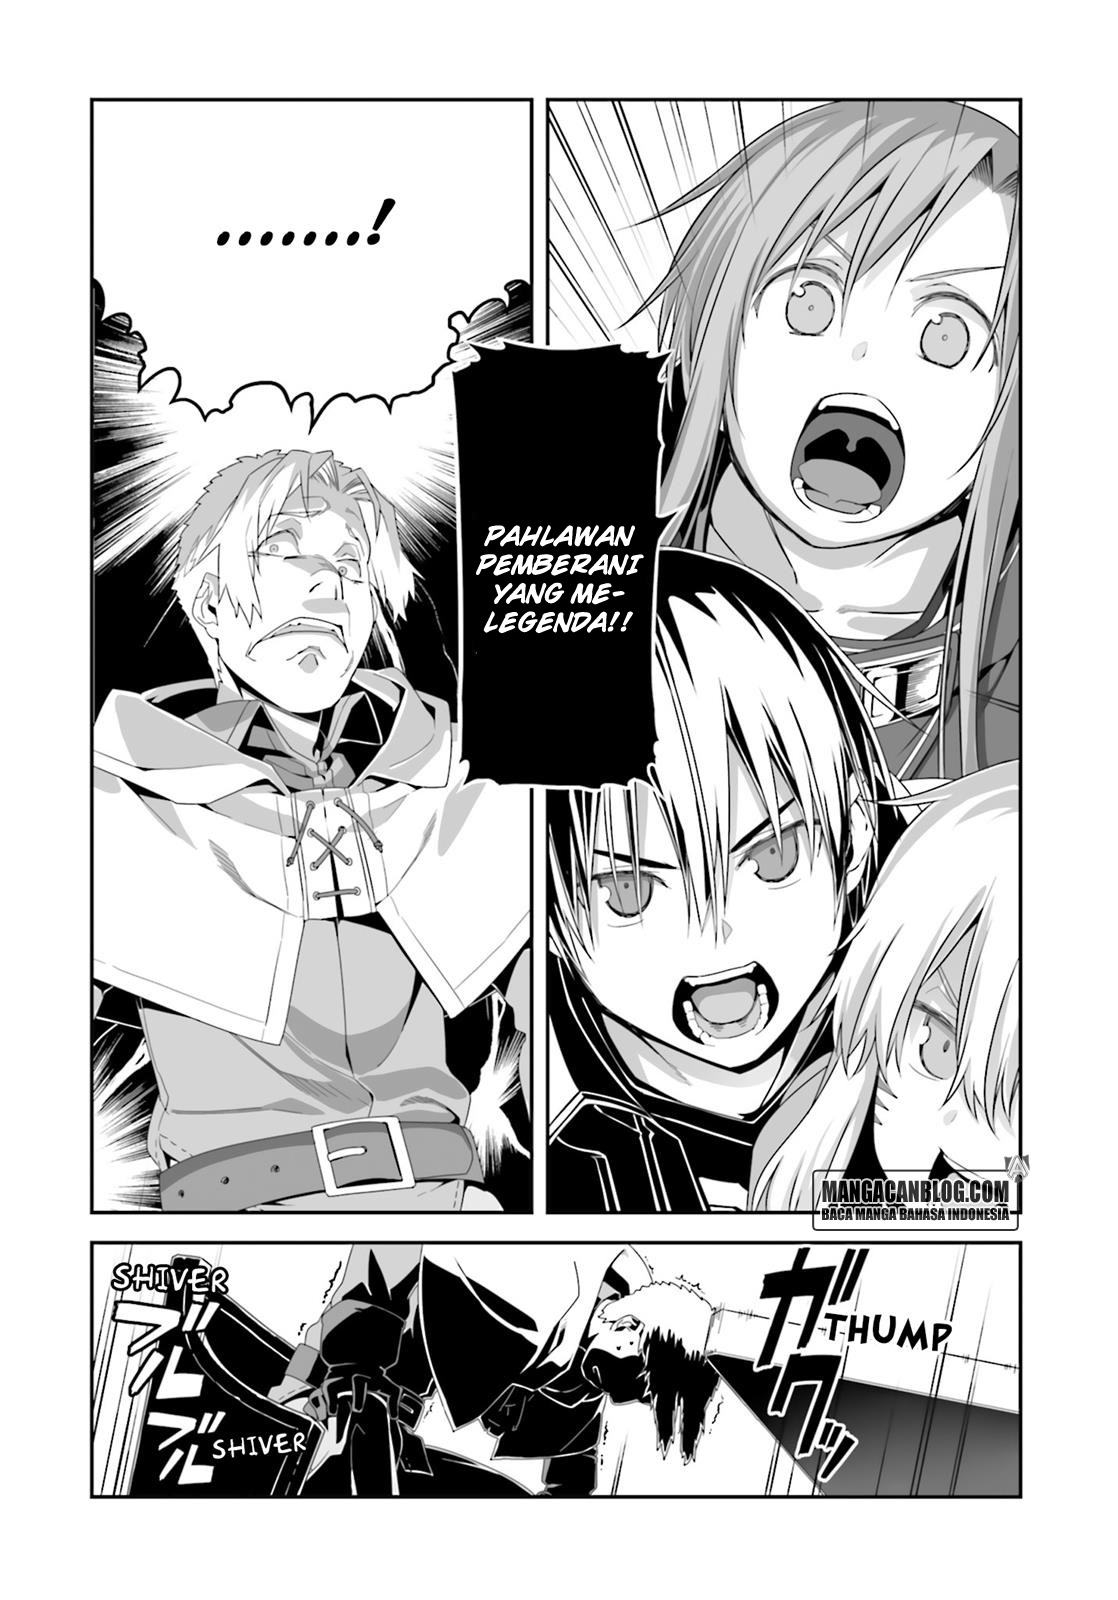 PAHLAWAN
PEMBERANI
YANG ME-
LEGENDA!!
.......!
MANGACANBLOG.COM
BACA MANGA BAHASA INDONESIA
ガクッ
THUMP
SHIVER
ブルブル
SHIVER